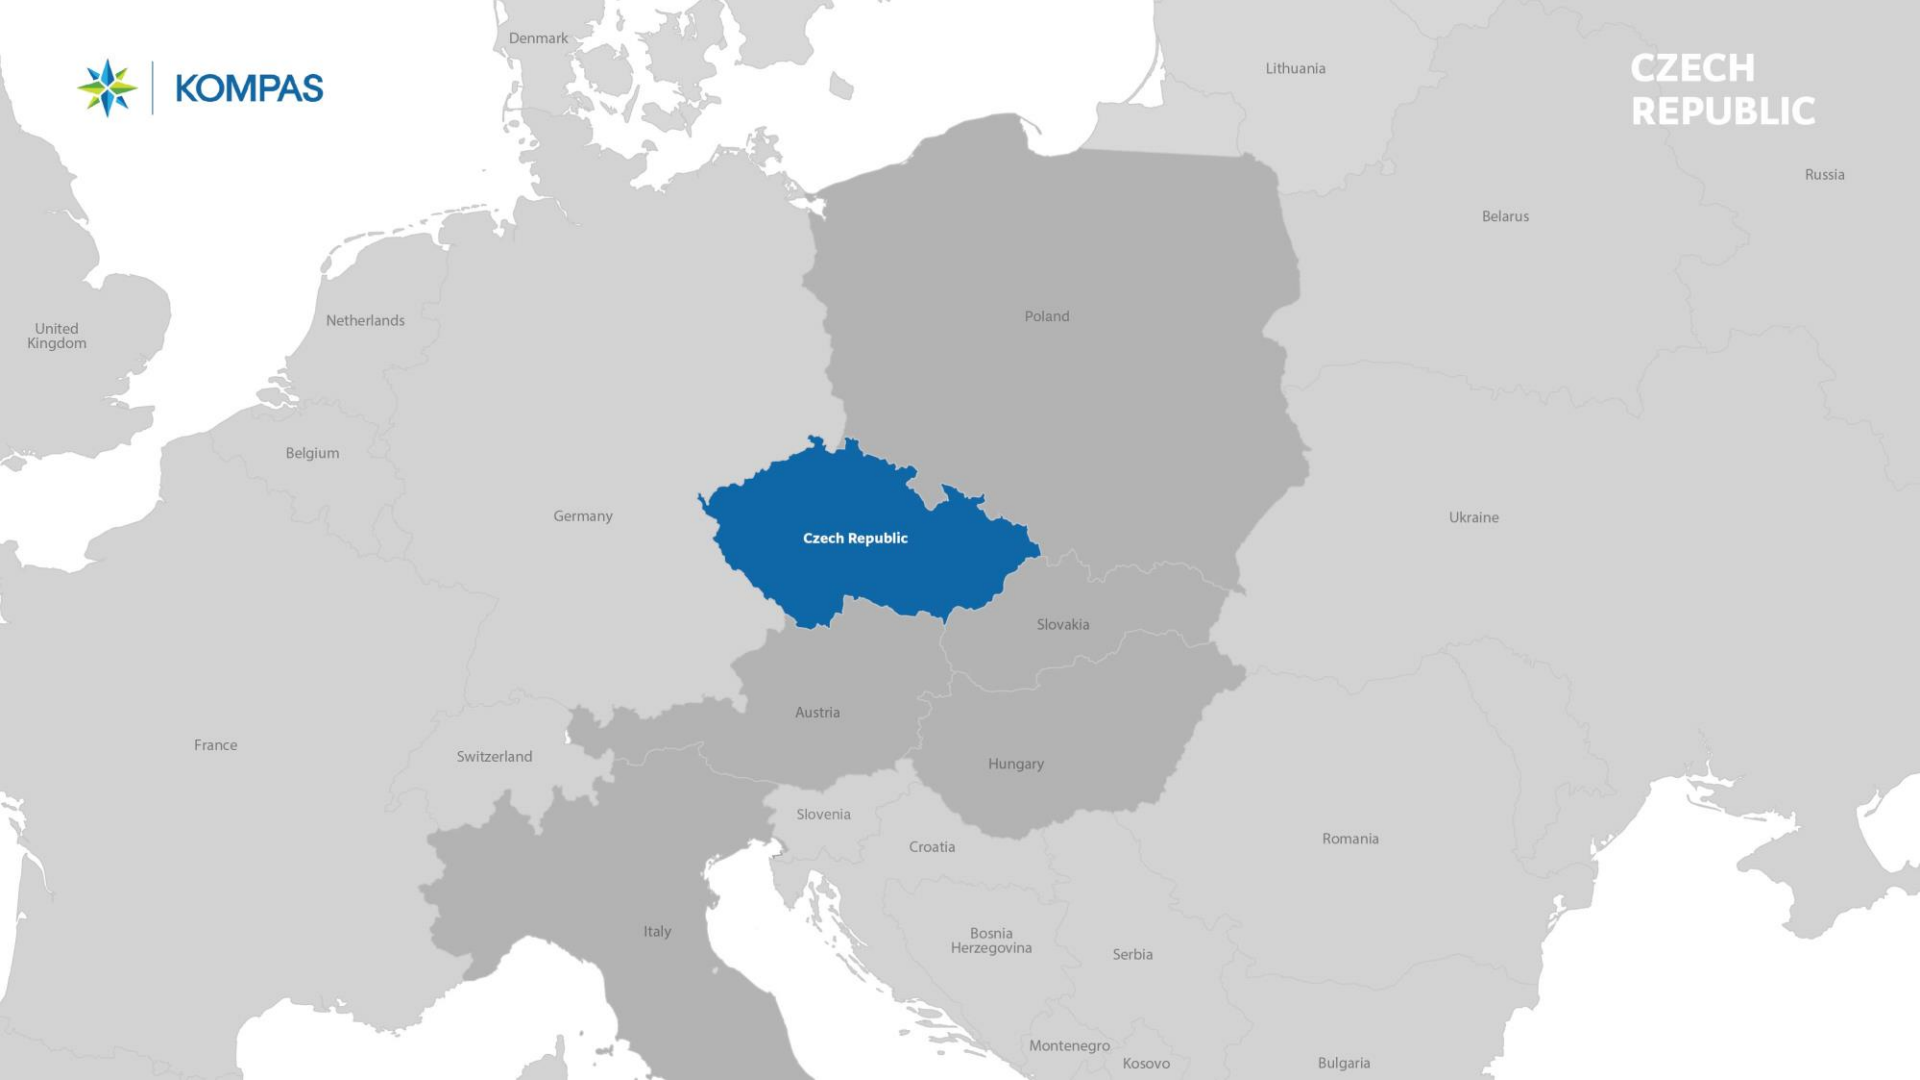 KOMPAS
CZECH
REPUBLIC
Denmark
Lithuania
Russia
Belarus
United
Kingdom
Netherlands
Poland
Belgium
Germany
Czech Republic
Ukraine
Slovakia
Austria
France
Switzerland
Hungary
Slovenia
Croatia
Romania
Italy
Bosnia
Herzegovina
Serbia
Montenegro
Kosovo
Bulgaria